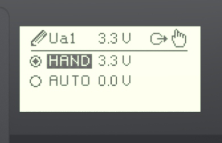 Ua1 3.3 V
HAND 3.3 V
AUTO 0.0 V